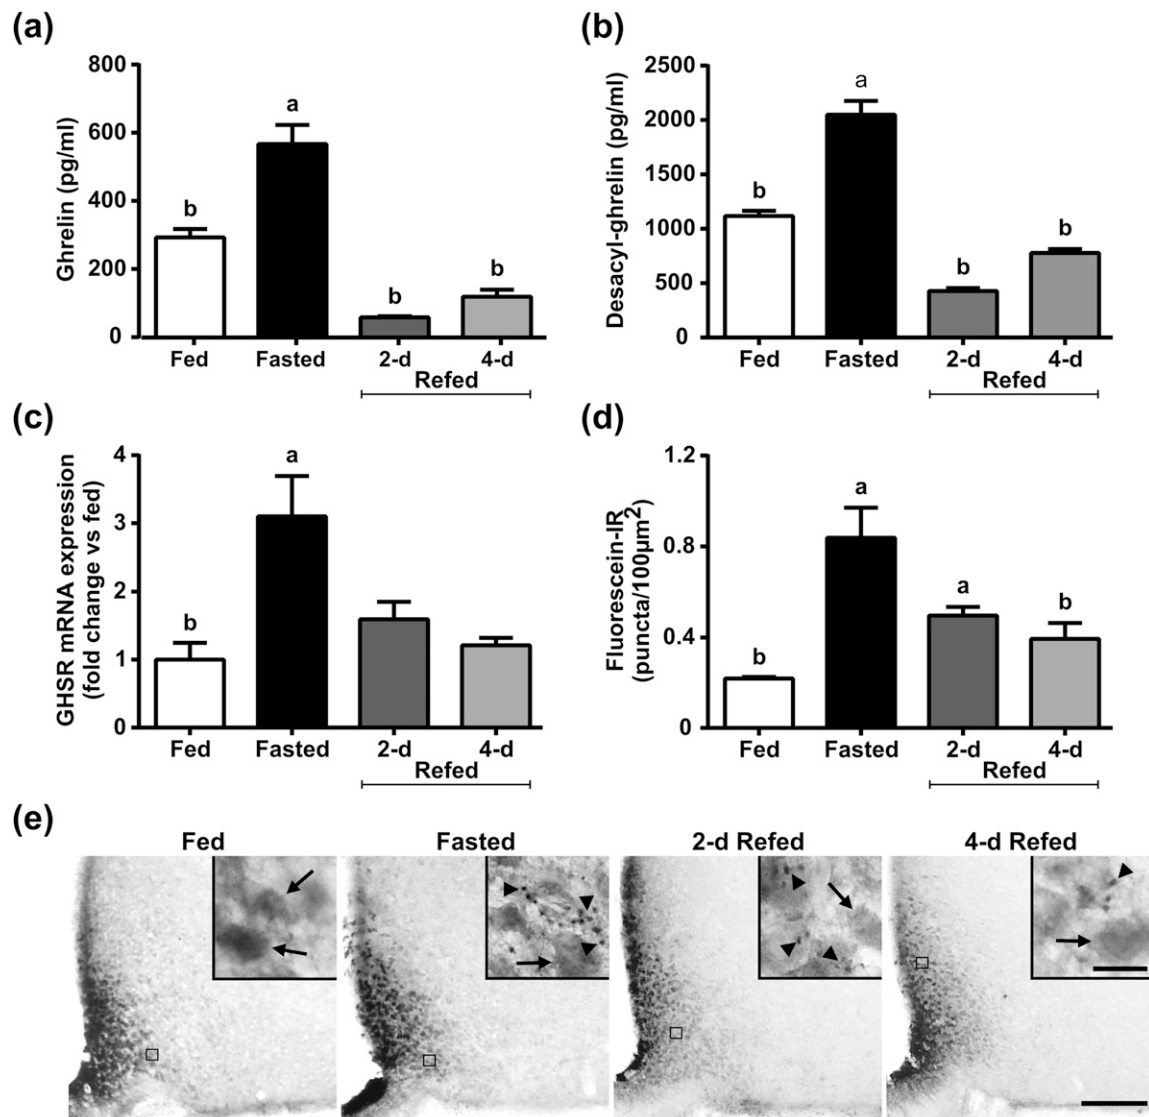 (a)
Ghrelin (pg/ml)
800
600
400
200
0
b
a
b
b
Fed Fasted 2-d 4-d
Refed
(b)
Desacyl-ghrelin (pg/ml)
2500
2000
1500
1000
500
0
b
a
b
b
Fed Fasted 2-d 4-d
Refed
(c)
GHSR mRNA expression
(fold change vs fed)
4
3
2
1
0
b
a
Fed Fasted 2-d 4-d
Refed
(d)
Fluorescein-IR
(puncta/100µm²)
1.2
0.8
0.4
0
b
a
a
b
Fed Fasted 2-d 4-d
Refed
(e)
Fed Fasted 2-d Refed 4-d Refed